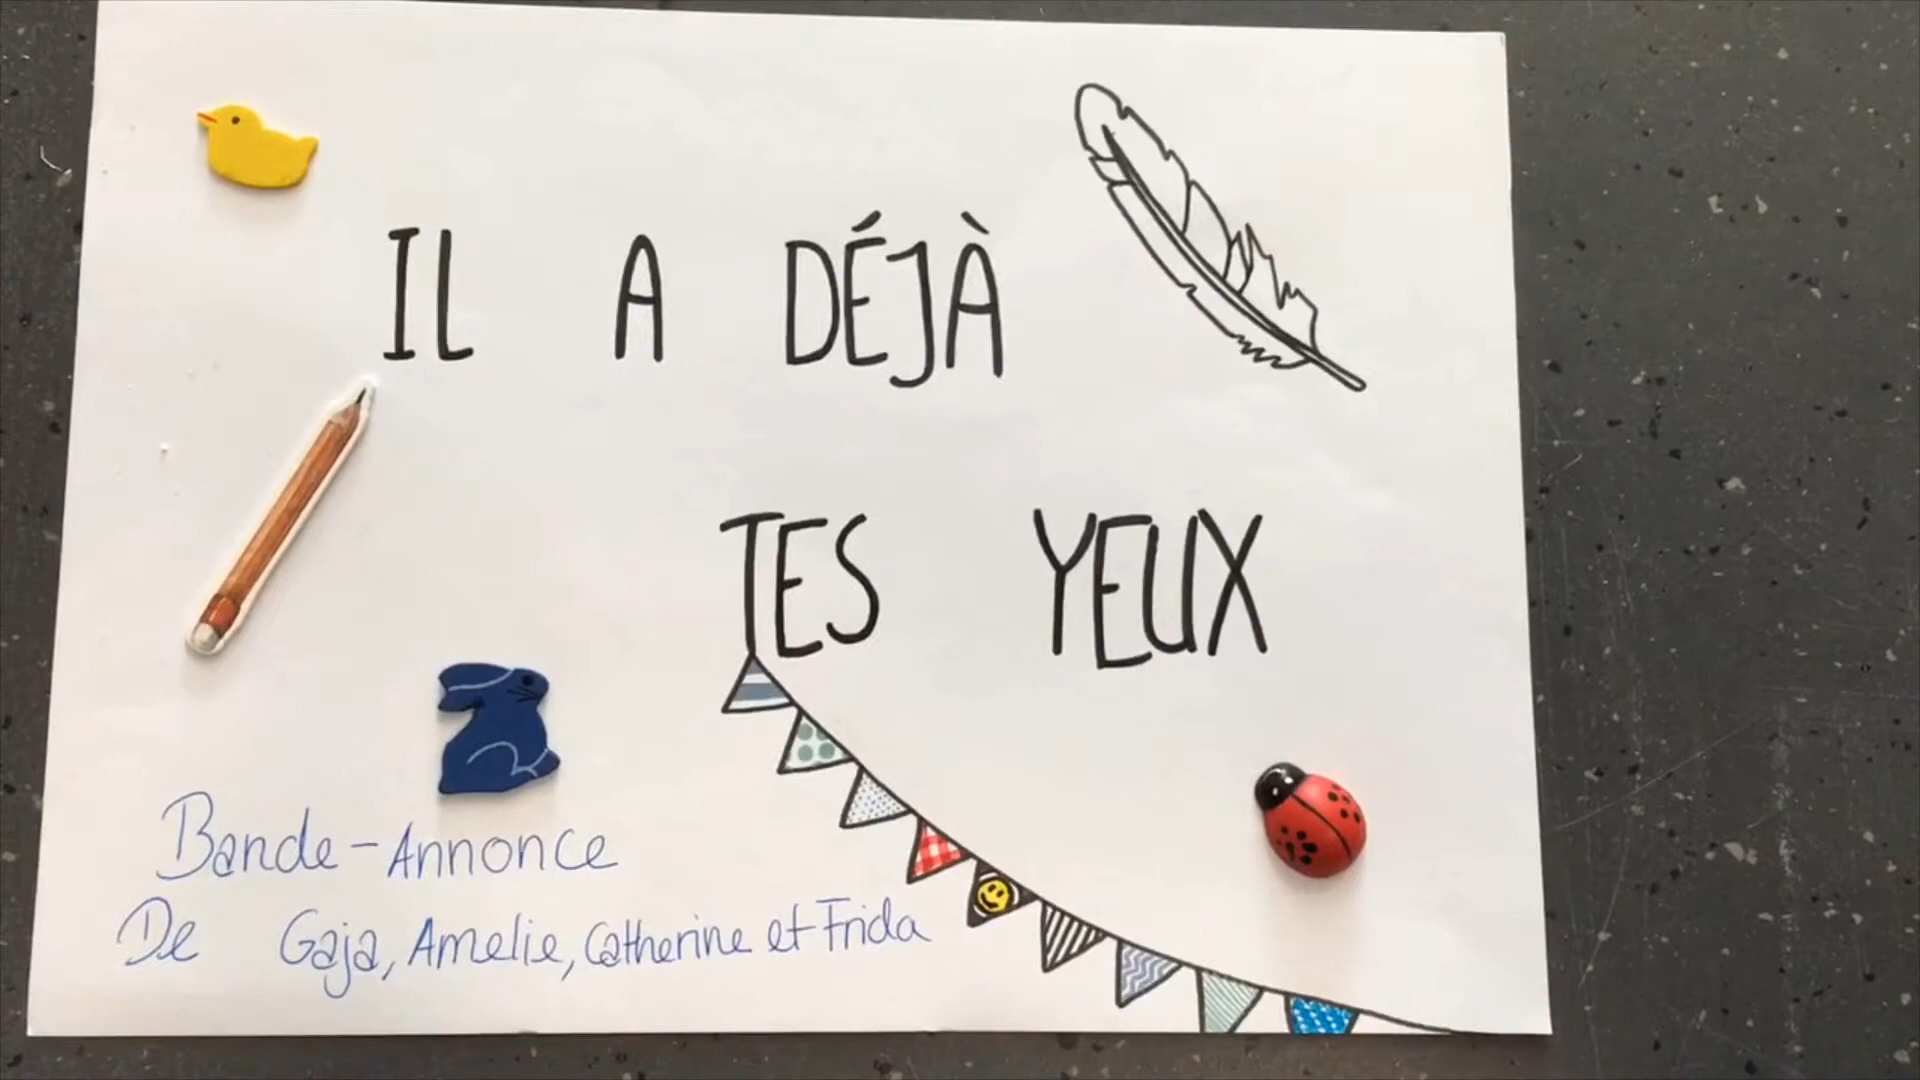 IL A DÉJÀ
TES YEUX
Bande-Annonce
De Gaja, Amelie, Catherine et Frida